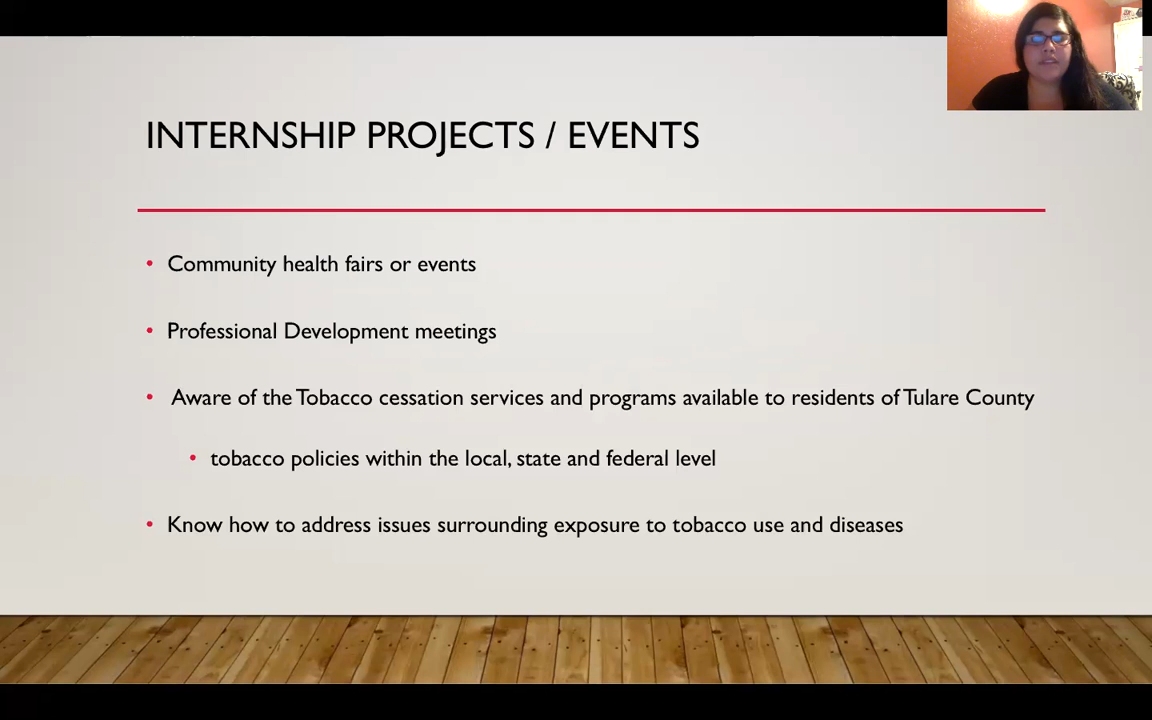 INTERNSHIP PROJECTS / EVENTS
• Community health fairs or events
• Professional Development meetings
• Aware of the Tobacco cessation services and programs available to residents of Tulare County
• tobacco policies within the local, state and federal level
• Know how to address issues surrounding exposure to tobacco use and diseases